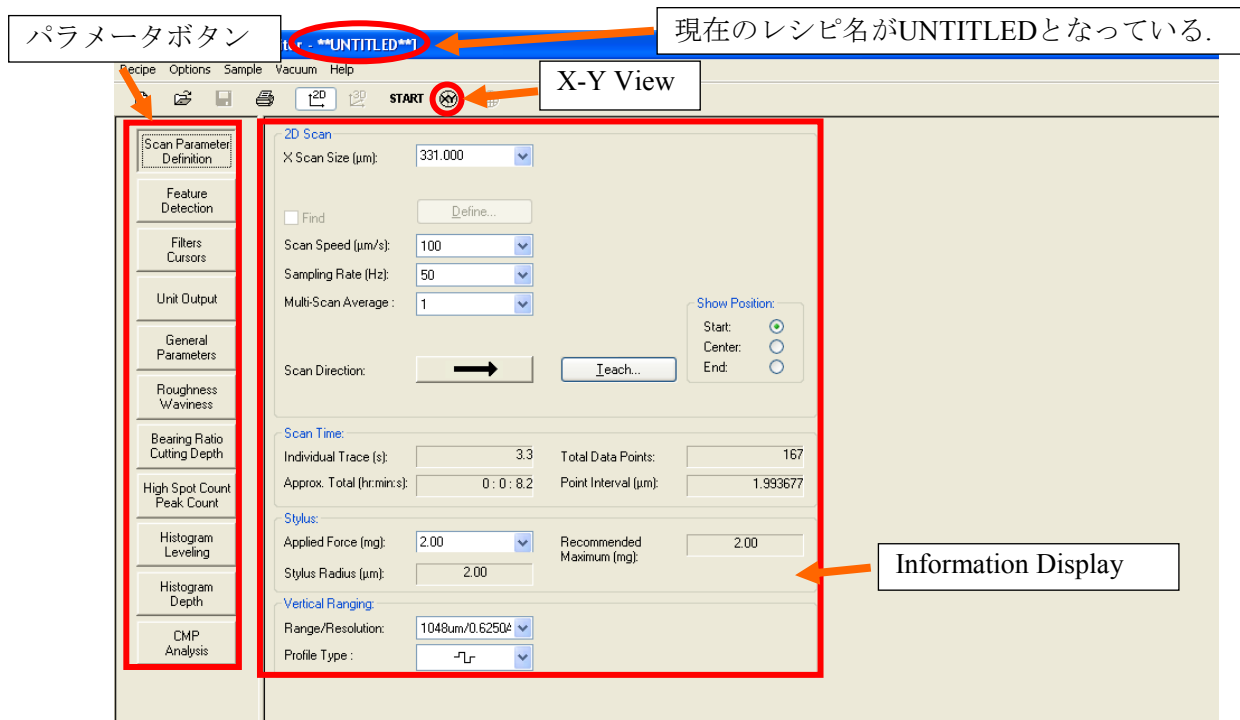 パラメータボタン
現在のレシピ名がUNTITLEDとなっている.
- **UNTITLED**]
Recipe Options Sample Vacuum Help
X-Y View
2D 3D START XY
Scan Parameter
Definition
Feature
Detection
Filters
Cursors
Unit Output
General
Parameters
Roughness
Waviness
Bearing Ratio
Cutting Depth
High Spot Count
Peak Count
Histogram
Leveling
Histogram
Depth
CMP
Analysis
2D Scan
X Scan Size (µm): 331.000
Find Define...
Scan Speed (µm/s): 100
Sampling Rate (Hz): 50
Multi-Scan Average : 1
Show Position:
Start:
Center:
End:
Scan Direction: Teach...
Scan Time:
Individual Trace (s): 3.3 Total Data Points: 167
Approx. Total (hr:min:s): 0 : 0 : 8.2 Point Interval (µm): 1.993677
Stylus:
Applied Force (mg): 2.00 Recommended
Maximum (mg): 2.00
Stylus Radius (µm): 2.00
Information Display
Vertical Ranging:
Range/Resolution: 1048um/0.6250
Profile Type :